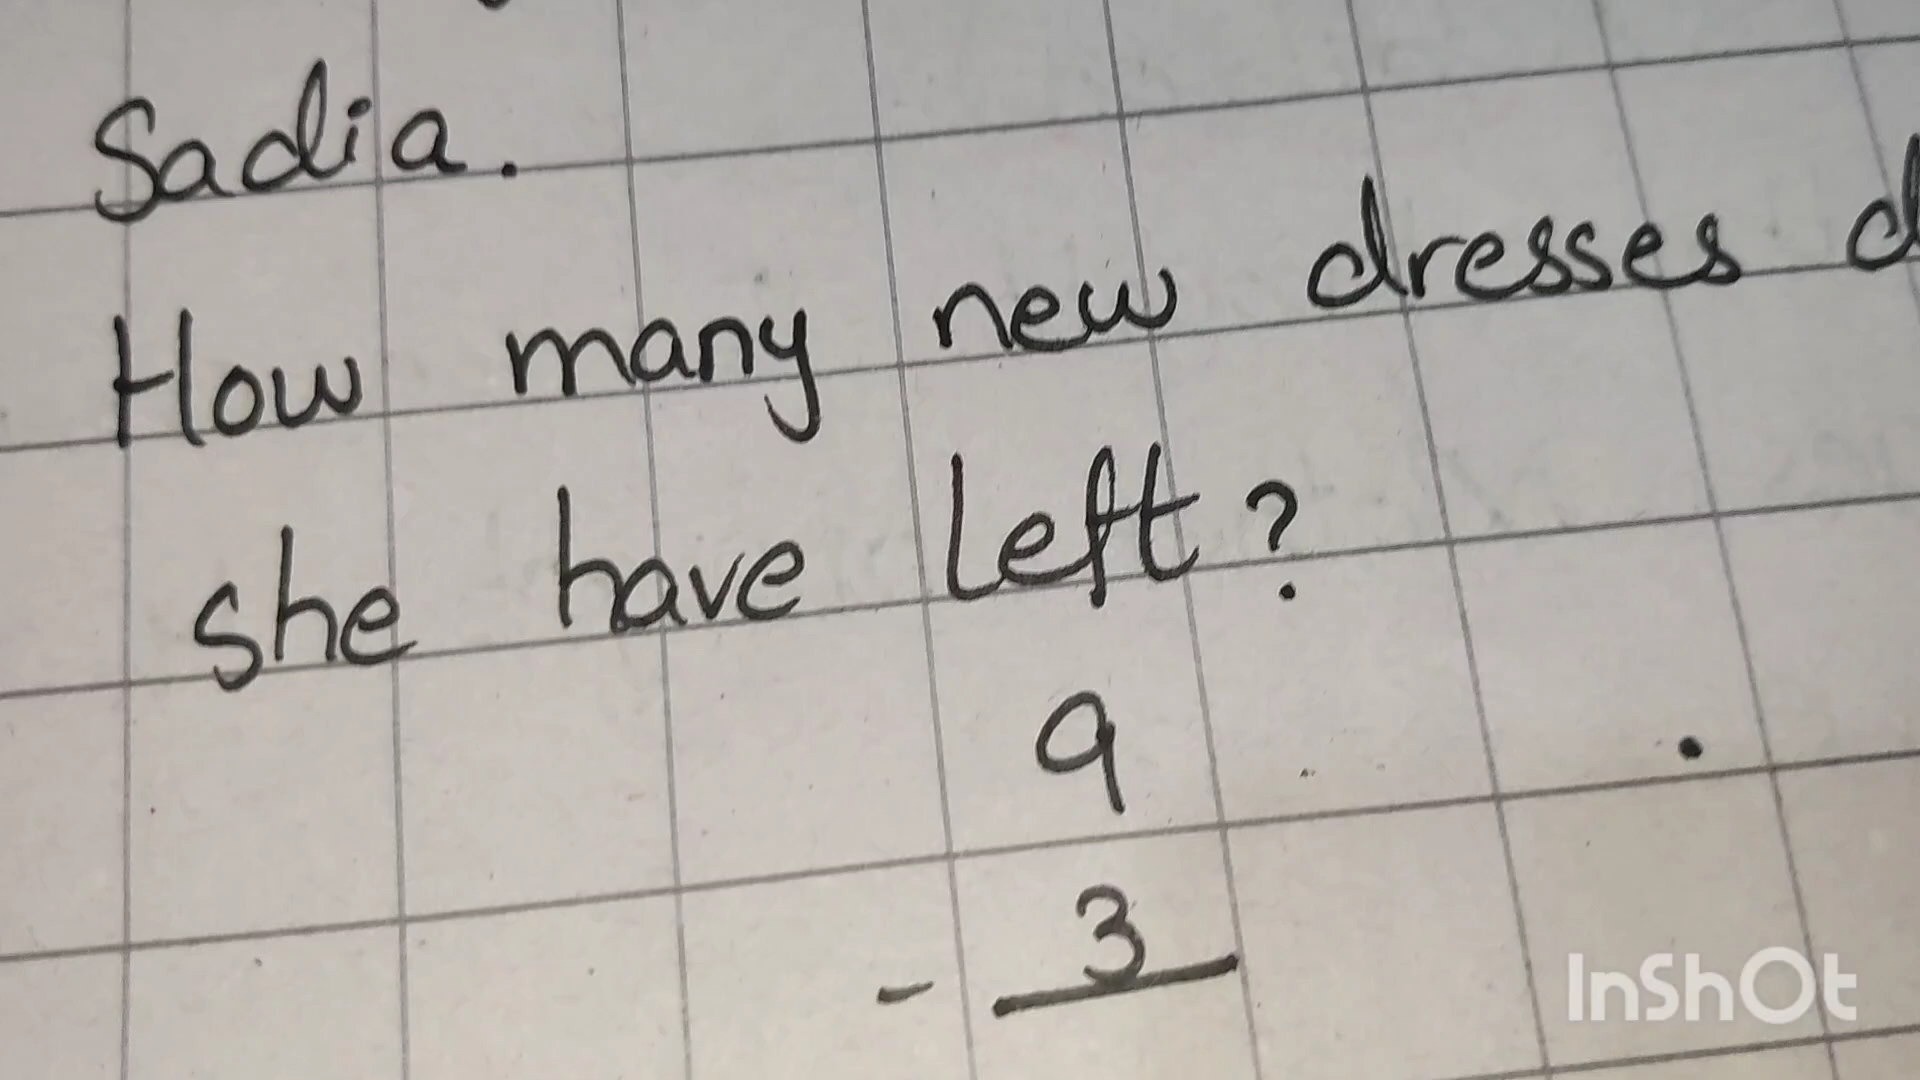 Sadia.
How many new dresses d
she have left?
9
- 3
InShOt